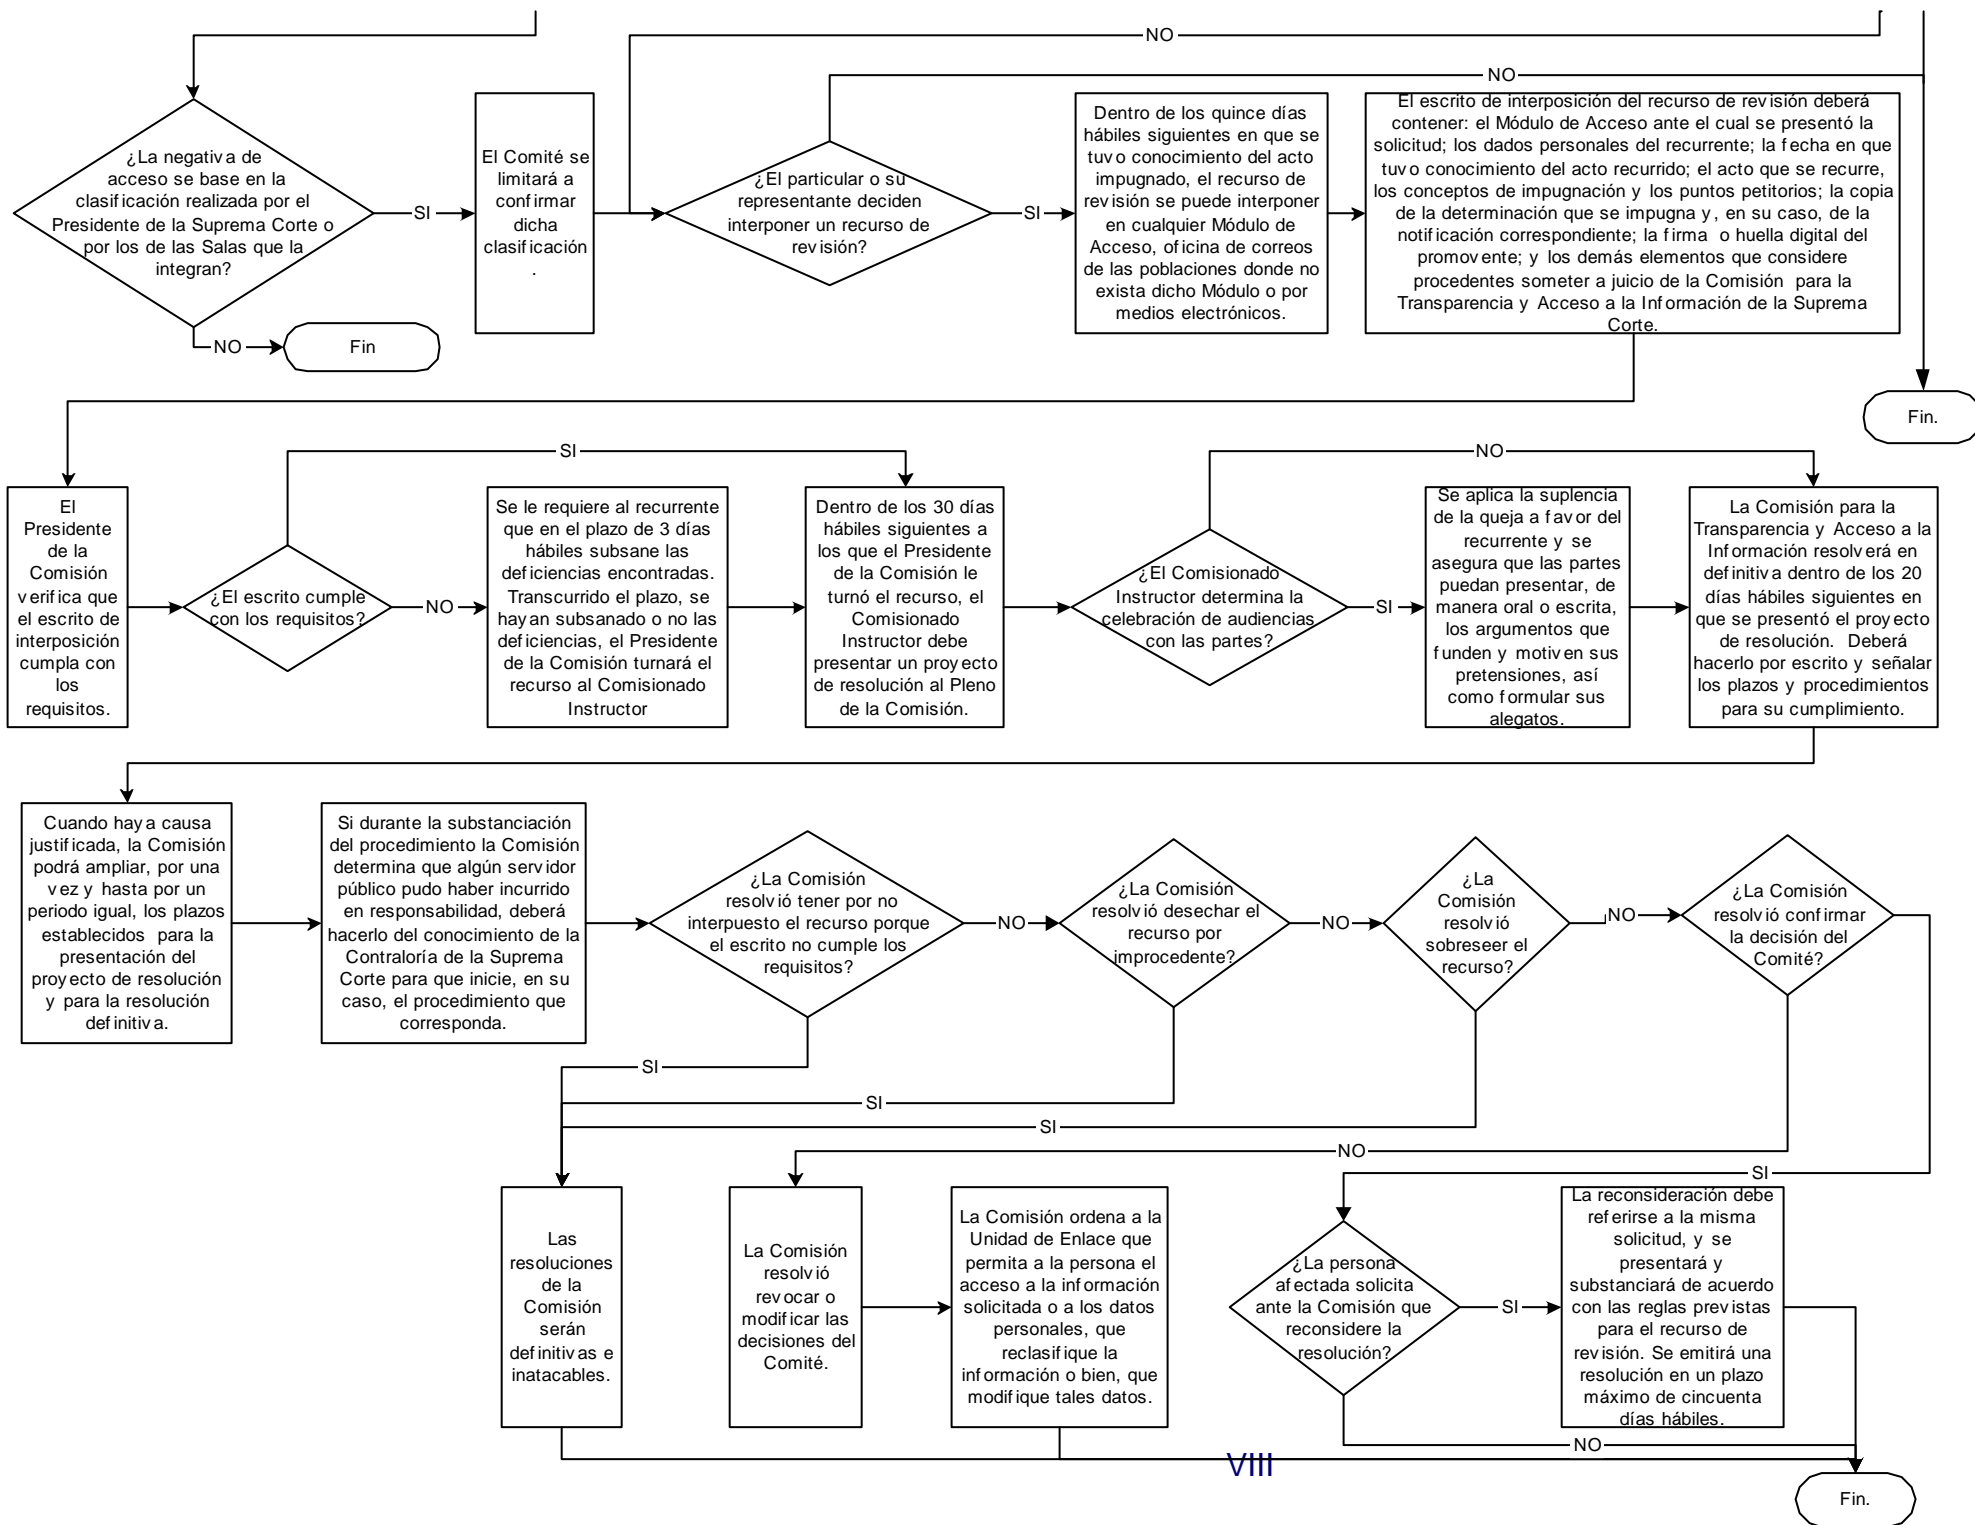 NO
NO
¿La negativa de
acceso se base en la
clasificación realizada por el
Presidente de la Suprema Corte o
por los de las Salas que la
integran?
SI
NO
Fin
El Comité se
limitará a
confirmar
dicha
clasificación
.
¿El particular o su
representante deciden
interponer un recurso de
revisión?
SI
Dentro de los quince días
hábiles siguientes en que se
tuvo conocimiento del acto
impugnado, el recurso de
revisión se puede interponer
en cualquier Módulo de
Acceso, oficina de correos
de las poblaciones donde no
exista dicho Módulo o por
medios electrónicos.
El escrito de interposición del recurso de revisión deberá
contener: el Módulo de Acceso ante el cual se presentó la
solicitud; los dados personales del recurrente; la fecha en que
tuvo conocimiento del acto recurrido; el acto que se recurre,
los conceptos de impugnación y los puntos petitorios; la copia
de la determinación que se impugna y, en su caso, de la
notificación correspondiente; la firma o huella digital del
promovente; y los demás elementos que considere
procedentes someter a juicio de la Comisión para la
Transparencia y Acceso a la Información de la Suprema
Corte.
Fin.
El
Presidente
de la
Comisión
verifica que
el escrito de
interposición
cumpla con
los
requisitos.
¿El escrito cumple
con los requisitos?
SI
NO
Se le requiere al recurrente
que en el plazo de 3 días
hábiles subsane las
deficiencias encontradas.
Transcurrido el plazo, se
hayan subsanado o no las
deficiencias, el Presidente
de la Comisión turnará el
recurso al Comisionado
Instructor
Dentro de los 30 días
hábiles siguientes a
los que el Presidente
de la Comisión le
turnó el recurso, el
Comisionado
Instructor debe
presentar un proyecto
de resolución al Pleno
de la Comisión.
¿El Comisionado
Instructor determina la
celebración de audiencias
con las partes?
NO
SI
Se aplica la suplencia
de la queja a favor del
recurrente y se
asegura que las partes
puedan presentar, de
manera oral o escrita,
los argumentos que
funden y motiven sus
pretensiones, así
como formular sus
alegatos.
La Comisión para la
Transparencia y Acceso a la
Información resolverá en
definitiva dentro de los 20
días hábiles siguientes en
que se presentó el proyecto
de resolución. Deberá
hacerlo por escrito y señalar
los plazos y procedimientos
para su cumplimiento.
Cuando haya causa
justificada, la Comisión
podrá ampliar, por una
vez y hasta por un
periodo igual, los plazos
establecidos para la
presentación del
proyecto de resolución
y para la resolución
definitiva.
Si durante la substanciación
del procedimiento la Comisión
determina que algún servidor
público pudo haber incurrido
en responsabilidad, deberá
hacerlo del conocimiento de la
Contraloría de la Suprema
Corte para que inicie, en su
caso, el procedimiento que
corresponda.
¿La Comisión
resolvió tener por no
interpuesto el recurso porque
el escrito no cumple los
requisitos?
NO
¿La Comisión
resolvió desechar el
recurso por
improcedente?
NO
¿La
Comisión
resolvió
sobreseer el
recurso?
NO
¿La Comisión
resolvió confirmar
la decisión del
Comité?
SI
SI
SI
NO
SI
Las
resoluciones
de la
Comisión
serán
definitivas e
inatacables.
La Comisión
resolvió
revocar o
modificar las
decisiones del
Comité.
La Comisión ordena a la
Unidad de Enlace que
permita a la persona el
acceso a la información
solicitada o a los datos
personales, que
reclasifique la
información o bien, que
modifique tales datos.
¿La persona
afectada solicita
ante la Comisión que
reconsidere la
resolución?
SI
La reconsideración debe
referirse a la misma
solicitud, y se
presentará y
substanciará de acuerdo
con las reglas previstas
para el recurso de
revisión. Se emitirá una
resolución en un plazo
máximo de cincuenta
días hábiles.
NO
VIII
Fin.